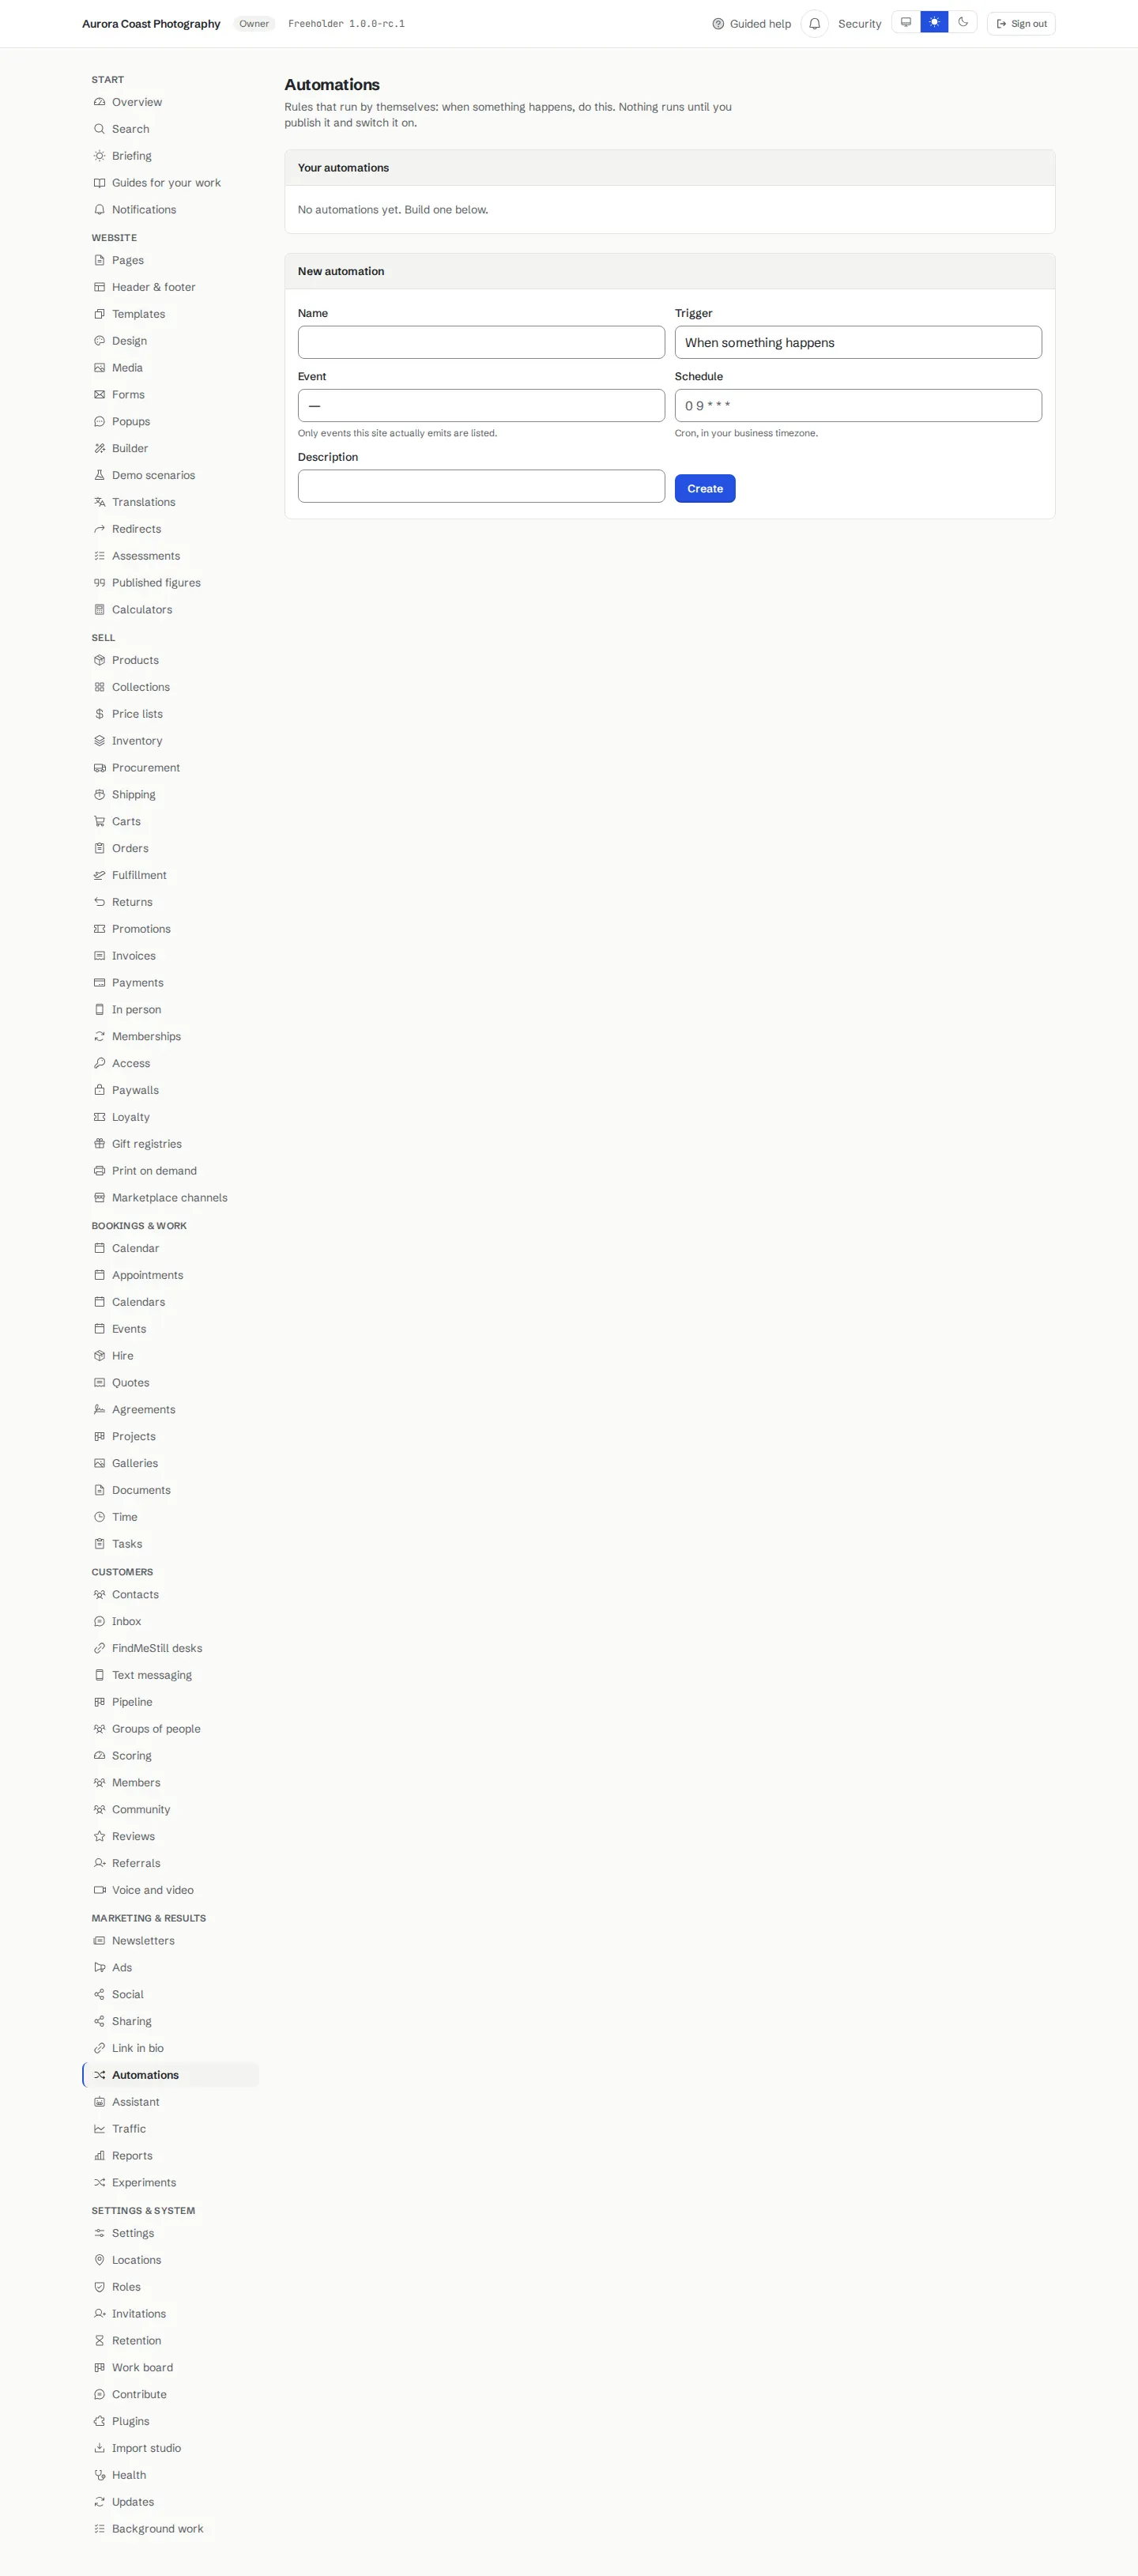 Aurora Coast Photography Owner Freeholder 1.0.0-rc.1 Guided help Security Sign out
START
Overview
Search
Briefing
Guides for your work
Notifications
WEBSITE
Pages
Header & footer
Templates
Design
Media
Forms
Popups
Builder
Demo scenarios
Translations
Redirects
Assessments
Published figures
Calculators
SELL
Products
Collections
Price lists
Inventory
Procurement
Shipping
Carts
Orders
Fulfillment
Returns
Promotions
Invoices
Payments
In person
Memberships
Access
Paywalls
Loyalty
Gift registries
Print on demand
Marketplace channels
BOOKINGS & WORK
Calendar
Appointments
Calendars
Events
Hire
Quotes
Agreements
Projects
Galleries
Documents
Time
Tasks
CUSTOMERS
Contacts
Inbox
FindMeStill desks
Text messaging
Pipeline
Groups of people
Scoring
Members
Community
Reviews
Referrals
Voice and video
MARKETING & RESULTS
Newsletters
Ads
Social
Sharing
Link in bio
Automations
Assistant
Traffic
Reports
Experiments
SETTINGS & SYSTEM
Settings
Locations
Roles
Invitations
Retention
Work board
Contribute
Plugins
Import studio
Health
Updates
Background work
Automations
Rules that run by themselves: when something happens, do this. Nothing runs until you
publish it and switch it on.
Your automations
No automations yet. Build one below.
New automation
Name
Trigger
When something happens
Event
—
Only events this site actually emits are listed.
Schedule
0 9 * * *
Cron, in your business timezone.
Description
Create